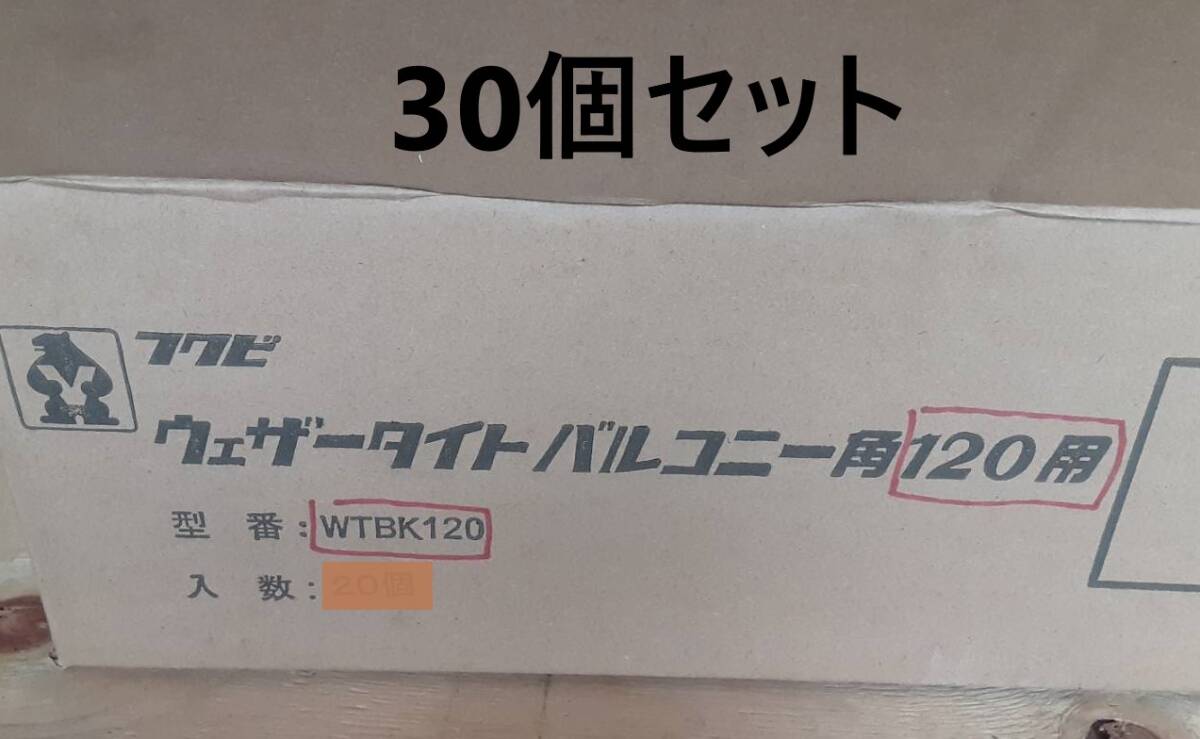 30個セット
フクビ
ウェザータイトバルコニー角120用
型 番:WTBK120
入 数:20個